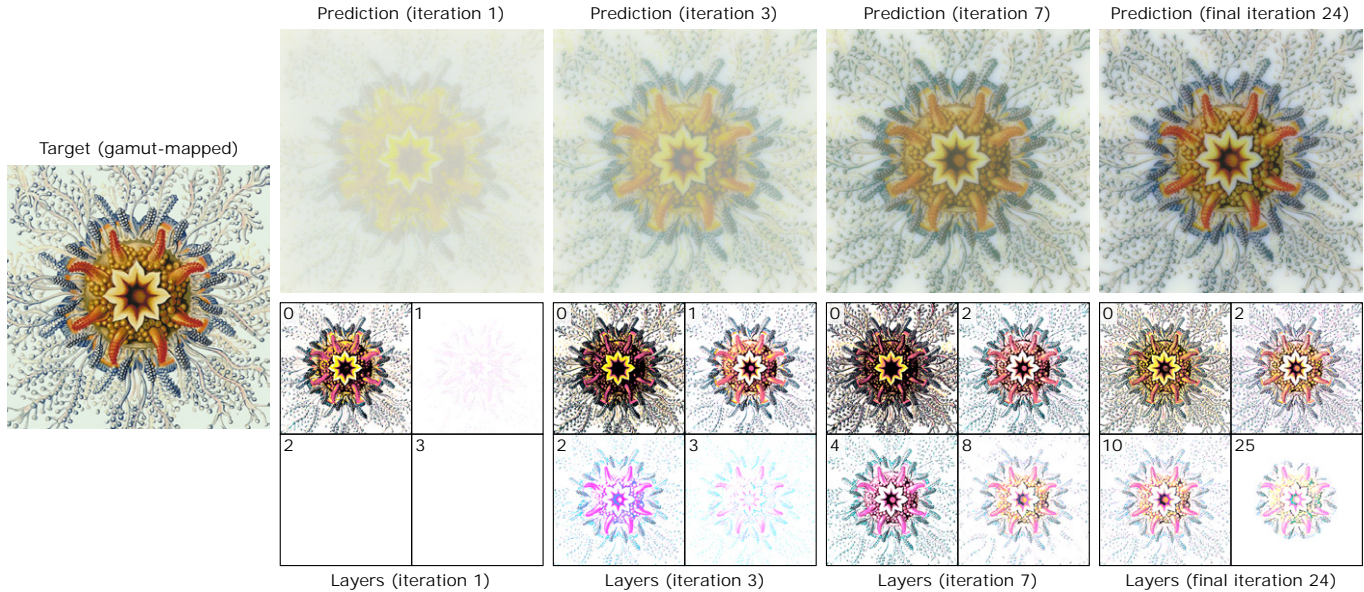 Prediction (iteration 1)
Prediction (iteration 3)
Prediction (iteration 7)
Prediction (final iteration 24)
Target (gamut-mapped)
0 1
2 3
0 1
2 3
0 2
4 8
0 2
10 25
Layers (iteration 1)
Layers (iteration 3)
Layers (iteration 7)
Layers (final iteration 24)